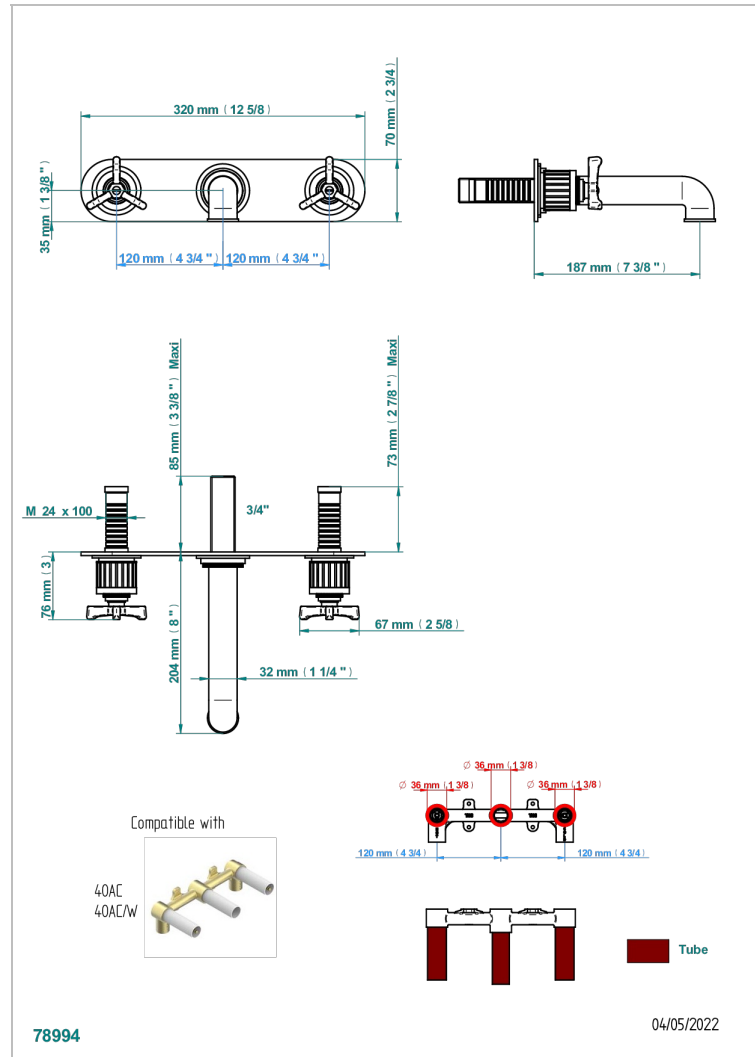 320 mm ( 12 5/8 )
70 mm ( 2 3/4 )
35 mm ( 1 3/8 " )
120 mm ( 4 3/4 " )
120 mm ( 4 3/4 " )
187 mm ( 7 3/8 " )
85 mm ( 3 3/8 " ) Maxi
73 mm ( 2 7/8 " ) Maxi
M 24 x 100
3/4"
76 mm ( 3 )
204 mm ( 8 " )
67 mm ( 2 5/8 )
32 mm ( 1 1/4 " )
Ø 36 mm ( 1 3/8 )
Ø 36 mm ( 1 3/8 )
Ø 36 mm ( 1 3/8 )
120 mm ( 4 3/4 )
120 mm ( 4 3/4 )
Compatible with
40AC
40AC/W
Tube
04/05/2022
78994